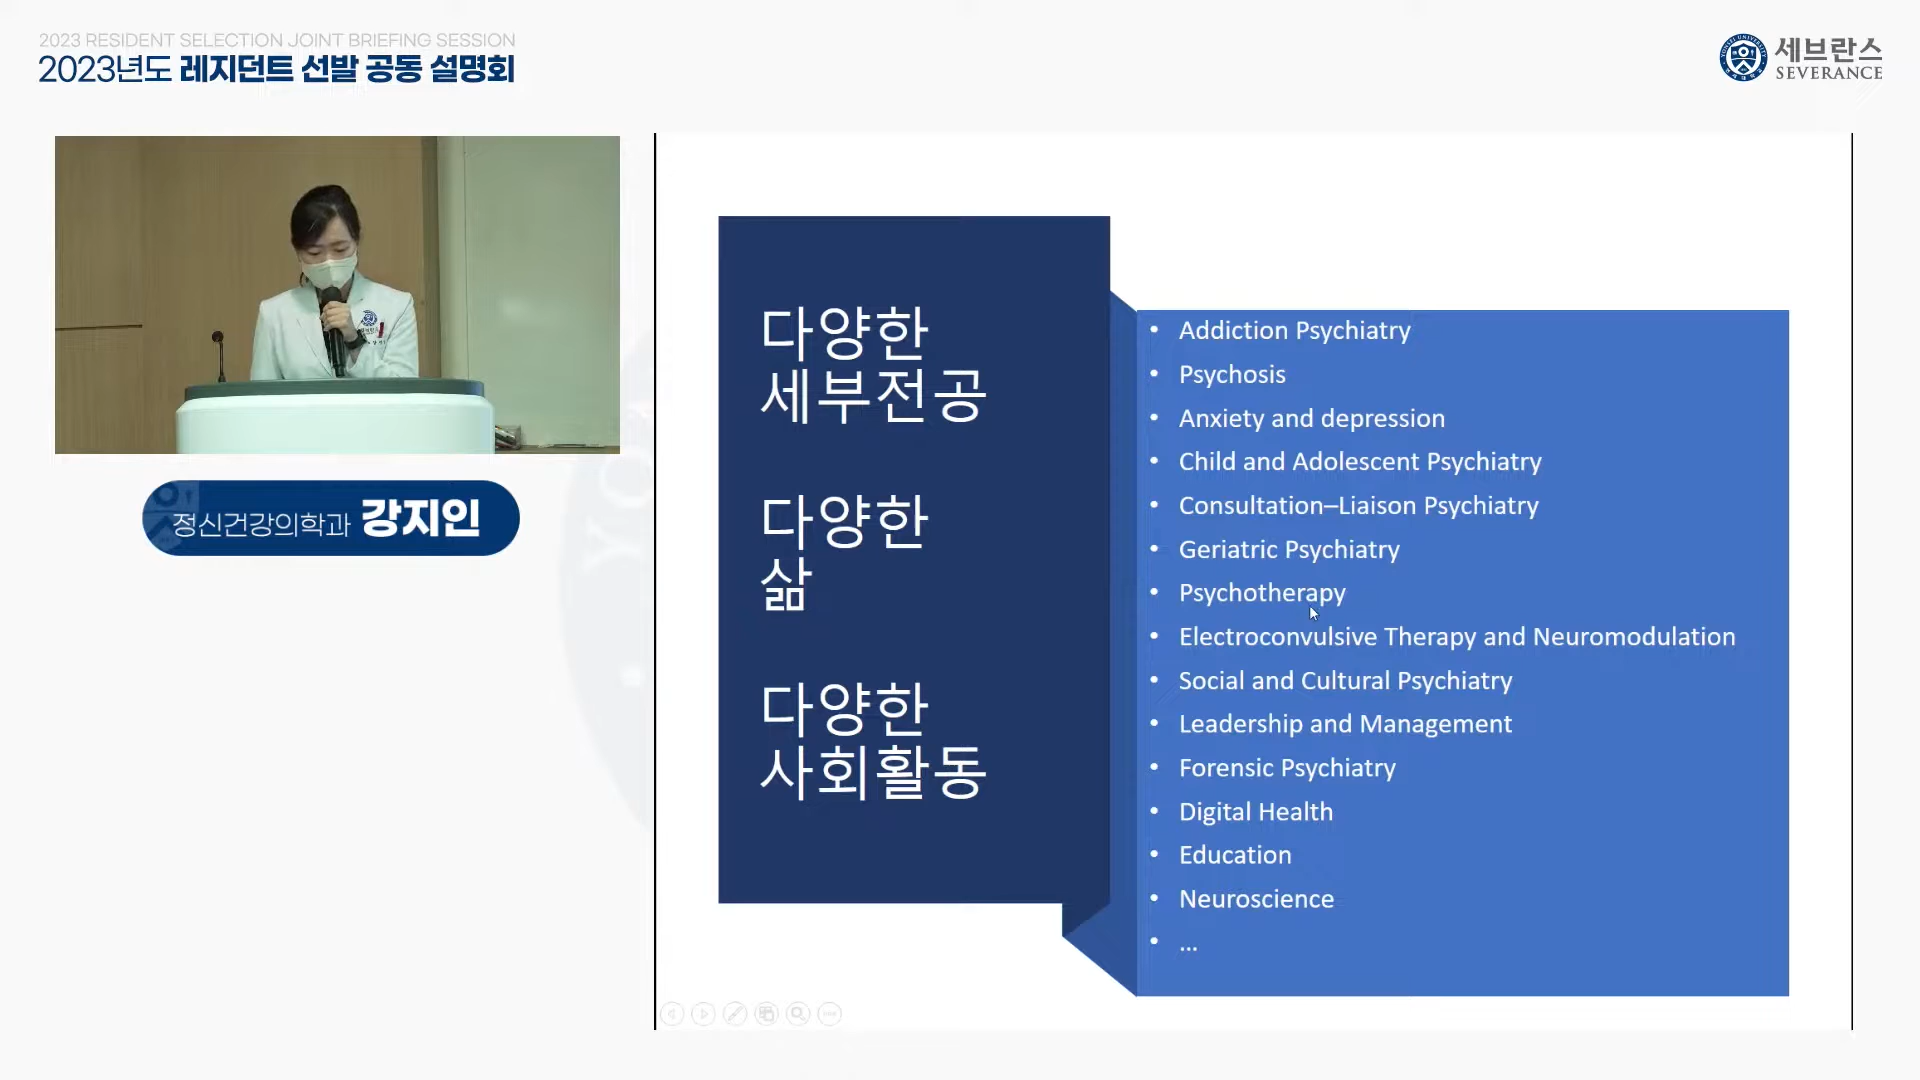 2023 RESIDENT SELECTION JOINT BRIEFING SESSION
2023년도 레지던트 선발 공동 설명회
세브란스
SEVERANCE
정신건강의학과 강지인
다양한
세부전공
다양한
삶
다양한
사회활동
• Addiction Psychiatry
• Psychosis
• Anxiety and depression
• Child and Adolescent Psychiatry
• Consultation–Liaison Psychiatry
• Geriatric Psychiatry
• Psychotherapy
• Electroconvulsive Therapy and Neuromodulation
• Social and Cultural Psychiatry
• Leadership and Management
• Forensic Psychiatry
• Digital Health
• Education
• Neuroscience
• ...